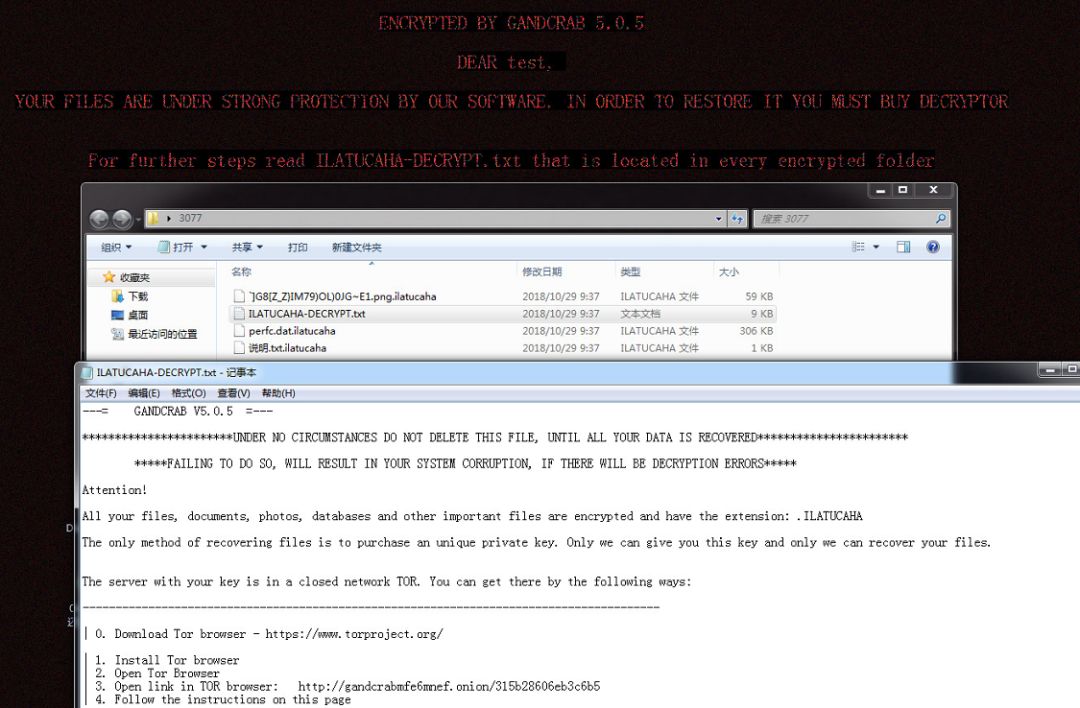 ENCRYPTED BY GANDCRAB 5.0.5
DEAR test,
YOUR FILES ARE UNDER STRONG PROTECTION BY OUR SOFTWARE. IN ORDER TO RESTORE IT YOU MUST BUY DECRYPTOR
For further steps read ILATUCAHA-DECRYPT.txt that is located in every encrypted folder
3077
搜索 3077
组织 打开 共享 打印 新建文件夹
收藏夹
下载
桌面
最近访问的位置
名称 修改日期 类型 大小
`]G8[Z_Z}IM79)OL)0JG~E1.png.ilatucaha 2018/10/29 9:37 ILATUCAHA 文件 59 KB
ILATUCAHA-DECRYPT.txt 2018/10/29 9:37 文本文档 9 KB
perfc.dat.ilatucaha 2018/10/29 9:37 ILATUCAHA 文件 306 KB
说明.txt.ilatucaha 2018/10/29 9:37 ILATUCAHA 文件 1 KB
ILATUCAHA-DECRYPT.txt - 记事本
文件(F) 编辑(E) 格式(O) 查看(V) 帮助(H)
---= GANDCRAB V5.0.5 =---
***********************UNDER NO CIRCUMSTANCES DO NOT DELETE THIS FILE, UNTIL ALL YOUR DATA IS RECOVERED***********************
*****FAILING TO DO SO, WILL RESULT IN YOUR SYSTEM CORRUPTION, IF THERE WILL BE DECRYPTION ERRORS*****
Attention!
All your files, documents, photos, databases and other important files are encrypted and have the extension: .ILATUCAHA
The only method of recovering files is to purchase an unique private key. Only we can give you this key and only we can recover your files.
The server with your key is in a closed network TOR. You can get there by the following ways:
----------------------------------------------------------------------------------------
| 0. Download Tor browser - https://www.torproject.org/
| 1. Install Tor browser
| 2. Open Tor Browser
| 3. Open link in TOR browser: http://gandcrabmfe6mnef.onion/315b28606eb3c6b5
| 4. Follow the instructions on this page